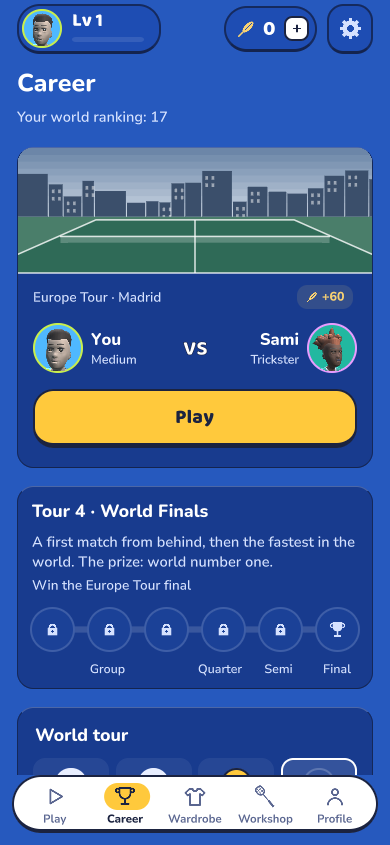 Lv 1
0
+
Career
Your world ranking: 17
Europe Tour · Madrid
+60
You
Medium
VS
Sami
Trickster
Play
Tour 4 · World Finals
A first match from behind, then the fastest in the
world. The prize: world number one.
Win the Europe Tour final
Group
Quarter
Semi
Final
World tour
Play
Career
Wardrobe
Workshop
Profile